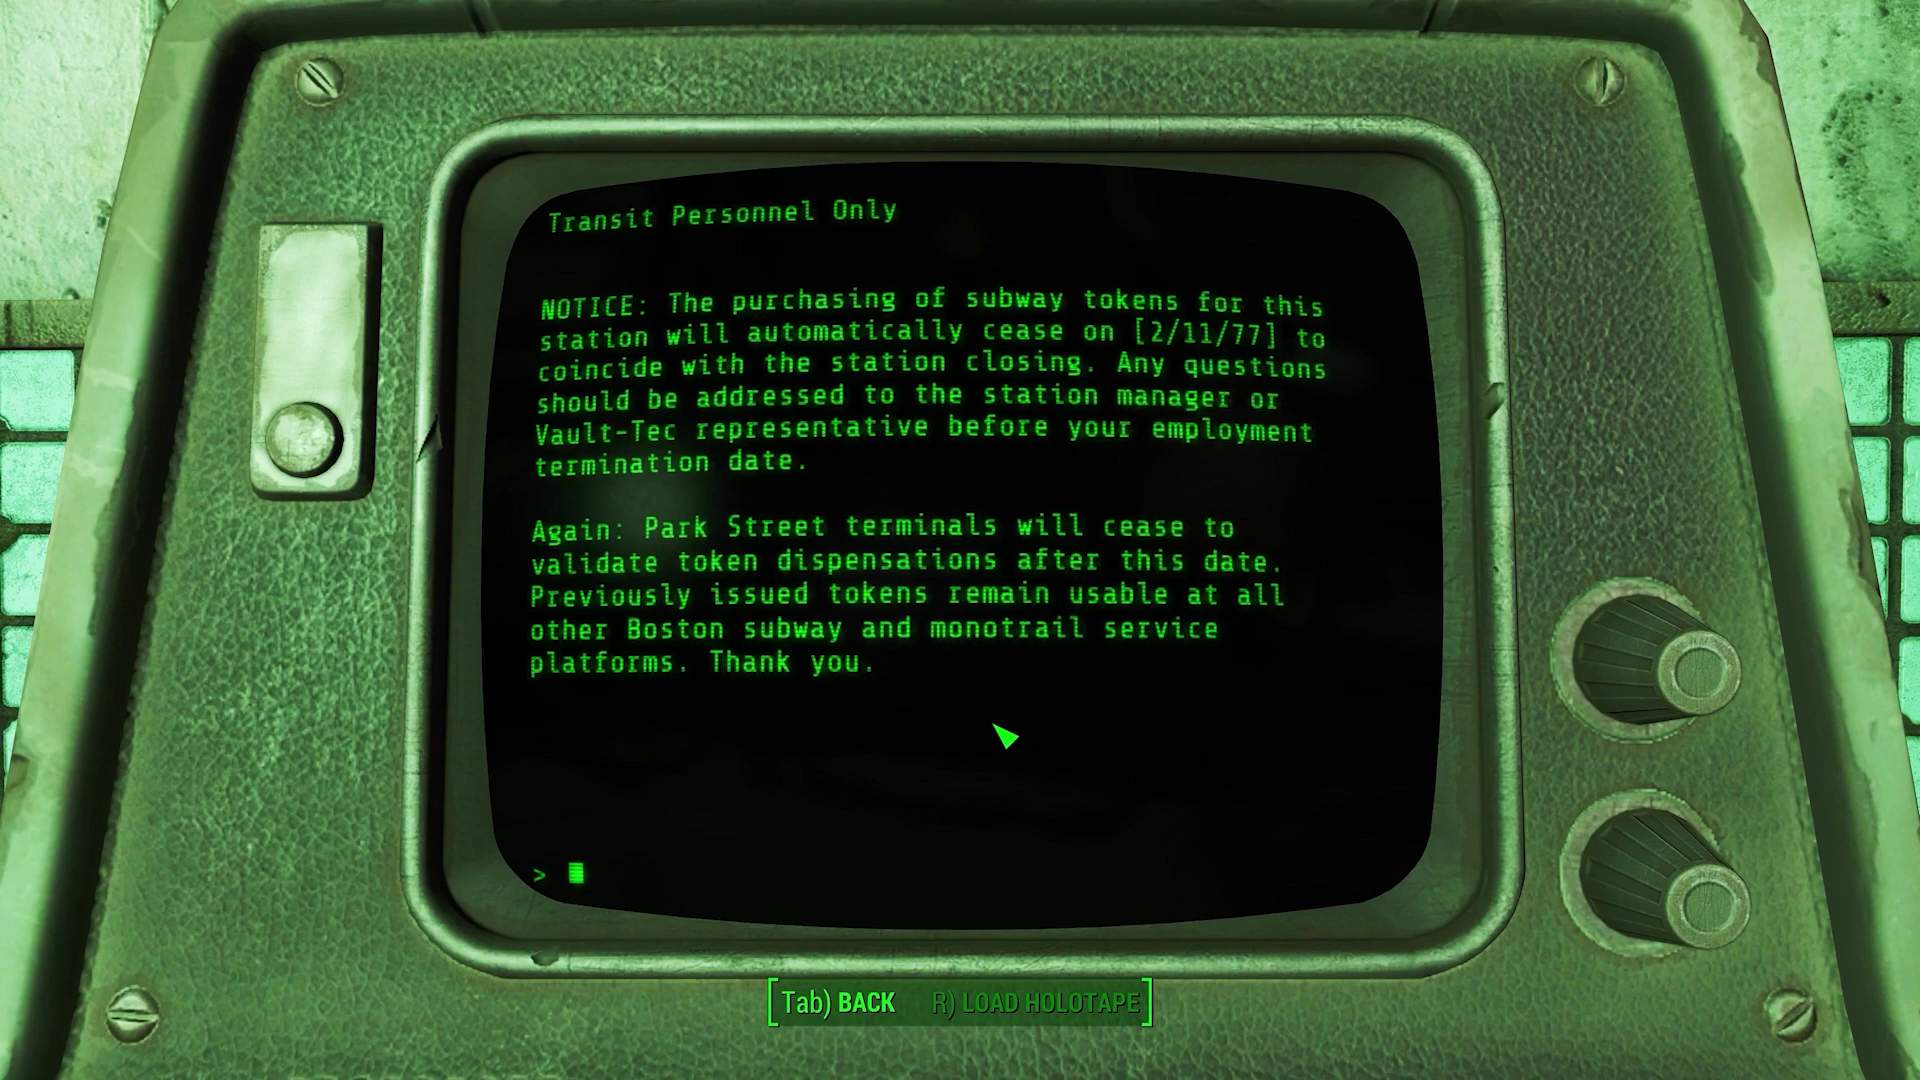 Transit Personnel Only
NOTICE: The purchasing of subway tokens for this
station will automatically cease on [2/11/77] to
coincide with the station closing. Any questions
should be addressed to the station manager or
Vault-Tec representative before your employment
termination date.
Again: Park Street terminals will cease to
validate token dispensations after this date.
Previously issued tokens remain usable at all
other Boston subway and monotrail service
platforms. Thank you.
>
Tab) BACK R) LOAD HOLOTAPE